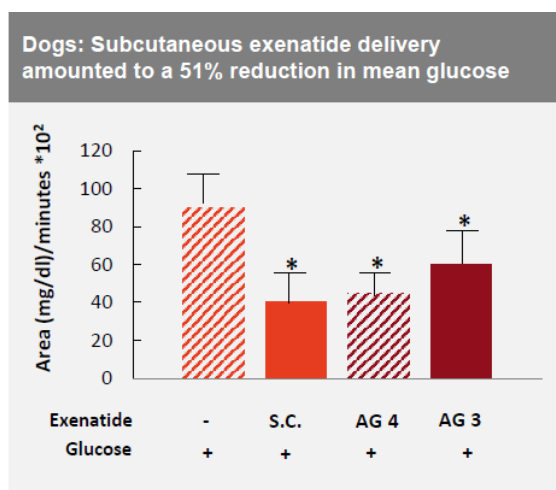 Dogs: Subcutaneous exenatide delivery
amounted to a 51% reduction in mean glucose
Area (mg/dl)/minutes *10²
120
100
80
60
40
20
0
* * *
Exenatide - S.C. AG 4 AG 3
Glucose + + + +